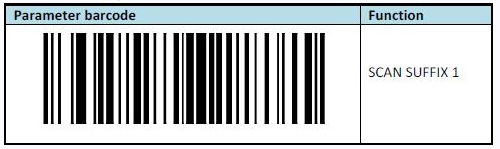 Parameter barcode Function
SCAN SUFFIX 1